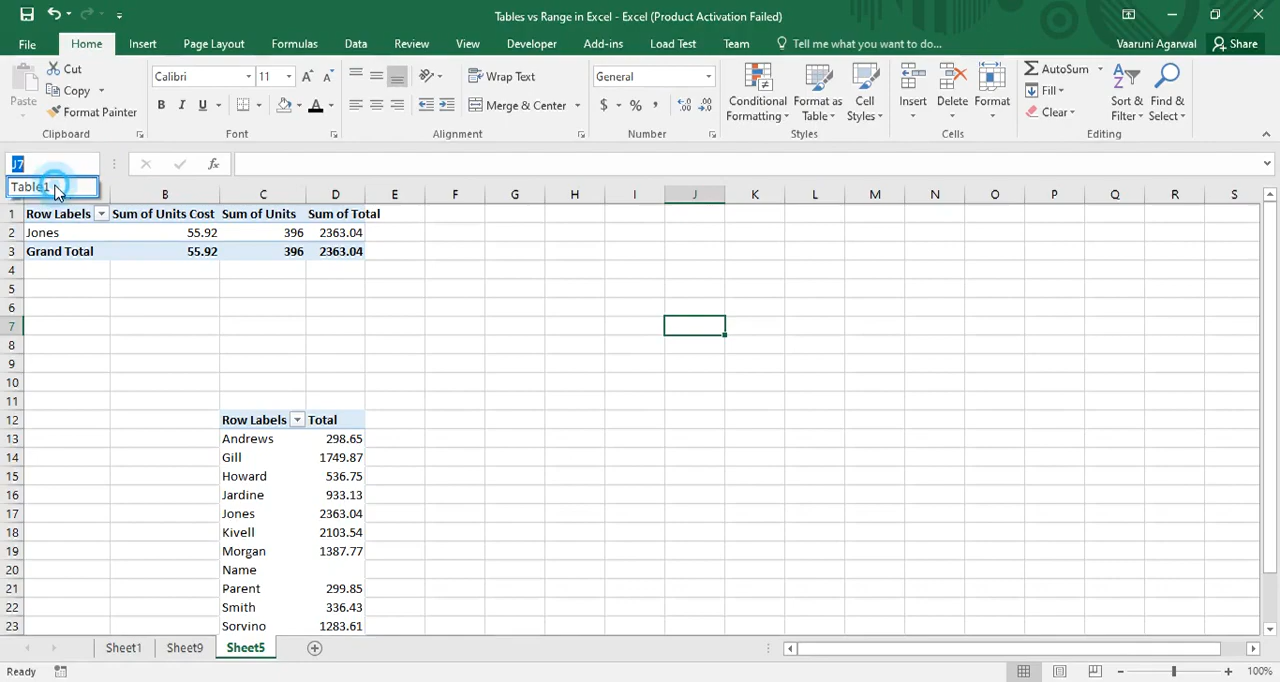 Tables vs Range in Excel - Excel (Product Activation Failed)
File Home Insert Page Layout Formulas Data Review View Developer Add-ins Load Test Team Tell me what you want to do... Vaaruni Agarwal Share
Paste Cut Copy Format Painter
Calibri 11 B I U A
Wrap Text
Merge & Center
General
$ % ,
Conditional Formatting Format as Table Cell Styles
Insert Delete Format
AutoSum
Fill
Clear
Sort & Filter Find & Select
Clipboard Font Alignment Number Styles Cells Editing
J7 fx
Table1
B C D E F G H I J K L M N O P Q R S
1 Row Labels Sum of Units Cost Sum of Units Sum of Total
2 Jones 55.92 396 2363.04
3 Grand Total 55.92 396 2363.04
4
5
6
7
8
9
10
11
12 Row Labels Total
13 Andrews 298.65
14 Gill 1749.87
15 Howard 536.75
16 Jardine 933.13
17 Jones 2363.04
18 Kivell 2103.54
19 Morgan 1387.77
20 Name
21 Parent 299.85
22 Smith 336.43
23 Sorvino 1283.61
Sheet1 Sheet9 Sheet5
Ready 100%